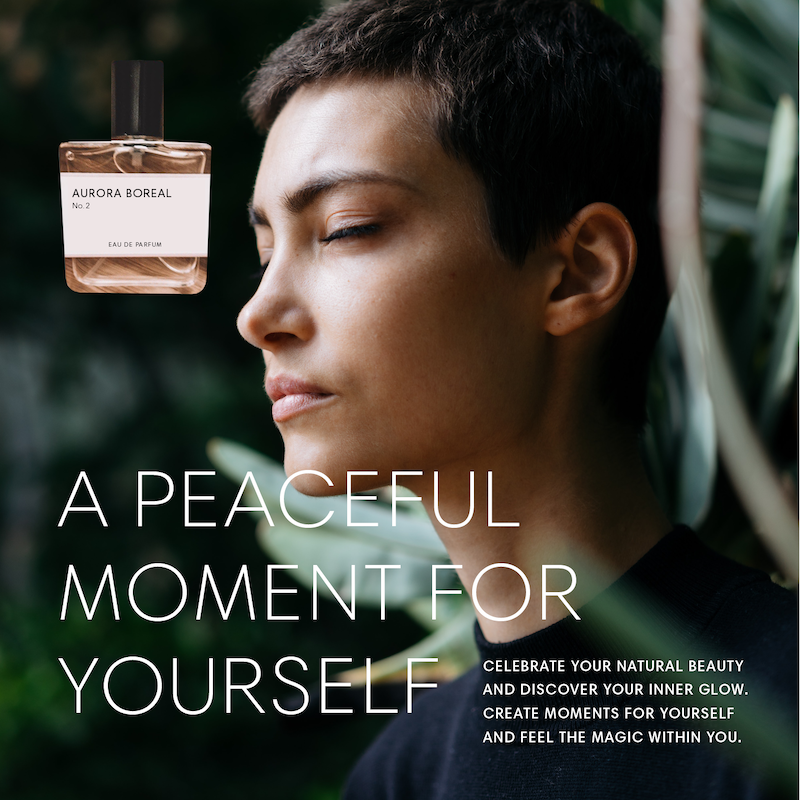 AURORA BOREAL
No.2
EAU DE PARFUM
A PEACEFUL
MOMENT FOR
YOURSELF
CELEBRATE YOUR NATURAL BEAUTY
AND DISCOVER YOUR INNER GLOW.
CREATE MOMENTS FOR YOURSELF
AND FEEL THE MAGIC WITHIN YOU.